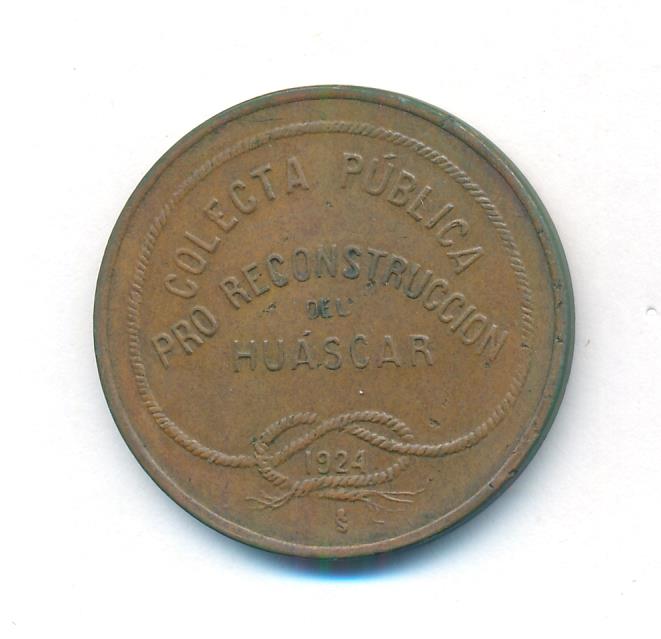 COLECTA PÚBLICA
PRO RECONSTRUCCION
DEL
HUÁSCAR
1924